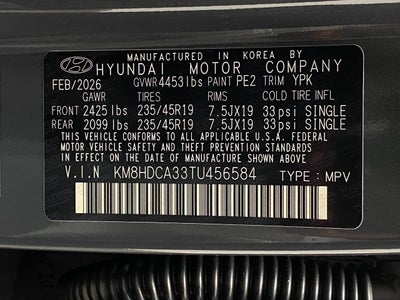 MANUFACTURED IN KOREA BY
HYUNDAI MOTOR COMPANY
FEB/2026 GVWR 4453lbs PAINT PE2 TRIM YPK
GAWR TIRES RIMS COLD TIRE INFL
FRONT 2425lbs 235/45R19 7.5JX19 33psi SINGLE
REAR 2099lbs 235/45R19 7.5JX19 33psi SINGLE
THIS VEHICLE CONFORMS TO ALL APPLICABLE U.S.A. FEDERAL
MOTOR VEHICLE SAFETY STANDARDS IN EFFECT ON THE DATE
OF MANUFACTURE SHOWN ABOVE.
V.I.N KM8HDCA33TU456584 TYPE: MPV